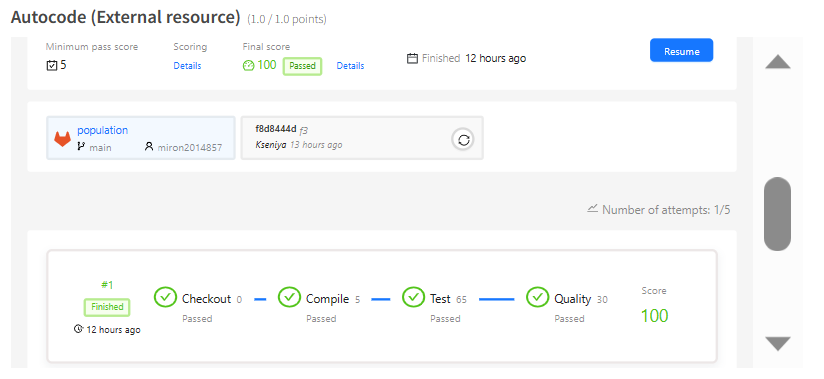 Autocode (External resource) (1.0 / 1.0 points)
Minimum pass score Scoring Final score
5 Details 100 Passed Details Finished 12 hours ago Resume
population
main miron2014857
f8d8444d f3
Kseniya 13 hours ago
Number of attempts: 1/5
#1
Finished
12 hours ago
Checkout 0 Compile 5 Test 65 Quality 30
Passed Passed Passed Passed
Score
100